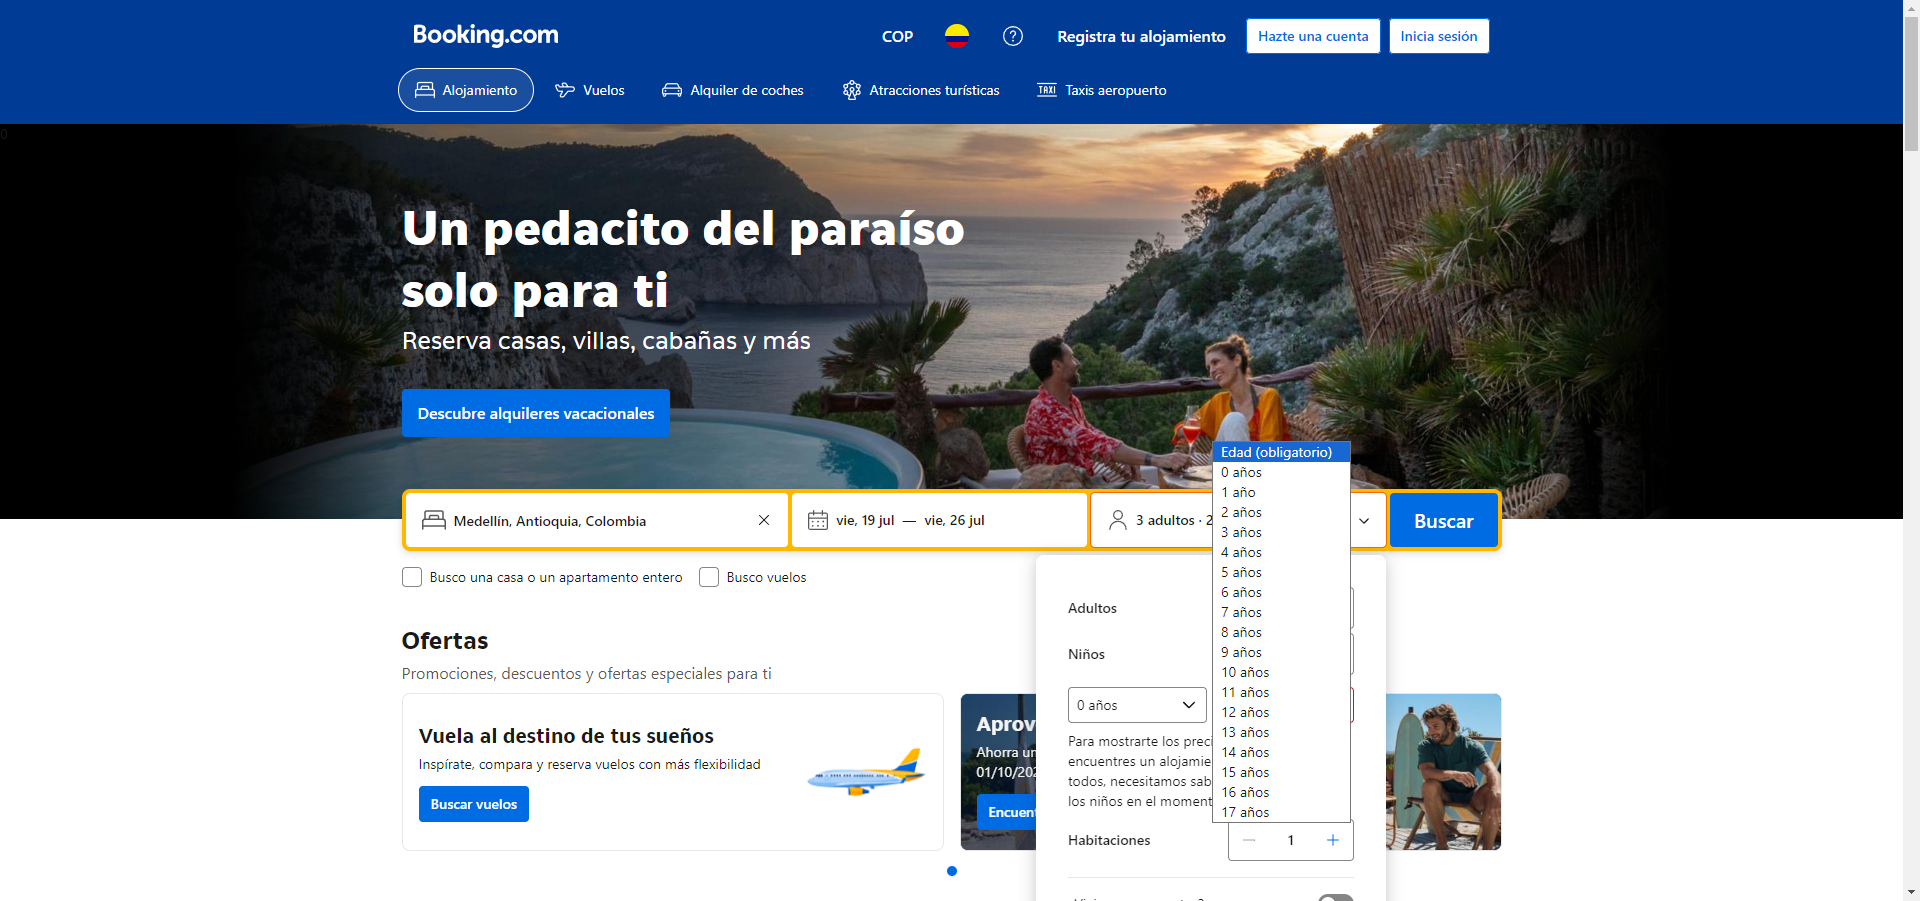 Booking.com
COP
Registra tu alojamiento
Hazte una cuenta
Inicia sesión
Alojamiento
Vuelos
Alquiler de coches
Atracciones turísticas
TAXI
Taxis aeropuerto
0
Un pedacito del paraíso
solo para ti
Reserva casas, villas, cabañas y más
Descubre alquileres vacacionales
Medellín, Antioquia, Colombia
vie, 19 jul — vie, 26 jul
3 adultos · 2
Buscar
Edad (obligatorio)
0 años
1 año
2 años
3 años
4 años
5 años
6 años
7 años
8 años
9 años
10 años
11 años
12 años
13 años
14 años
15 años
16 años
17 años
Busco una casa o un apartamento entero
Busco vuelos
Adultos
Niños
0 años
Para mostrarte los preci
encuentres un alojamie
todos, necesitamos sab
los niños en el moment
Habitaciones
1
Ofertas
Promociones, descuentos y ofertas especiales para ti
Vuela al destino de tus sueños
Inspírate, compara y reserva vuelos con más flexibilidad
Buscar vuelos
Aprov
Ahorra un
01/10/202
Encuent